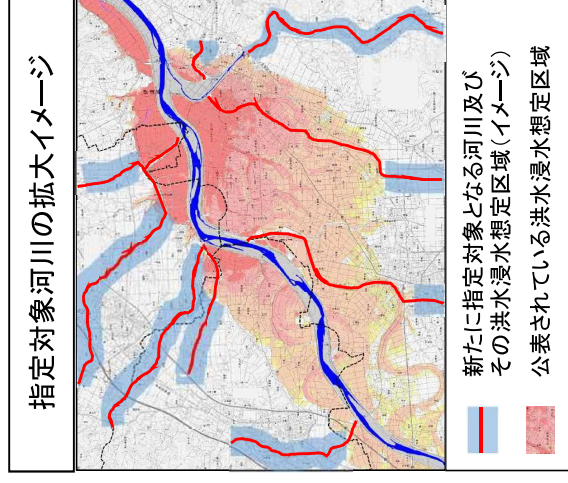 指定対象河川の拡大イメージ
新たに指定対象となる河川及び
その洪水浸水想定区域(イメージ)
公表されている洪水浸水想定区域